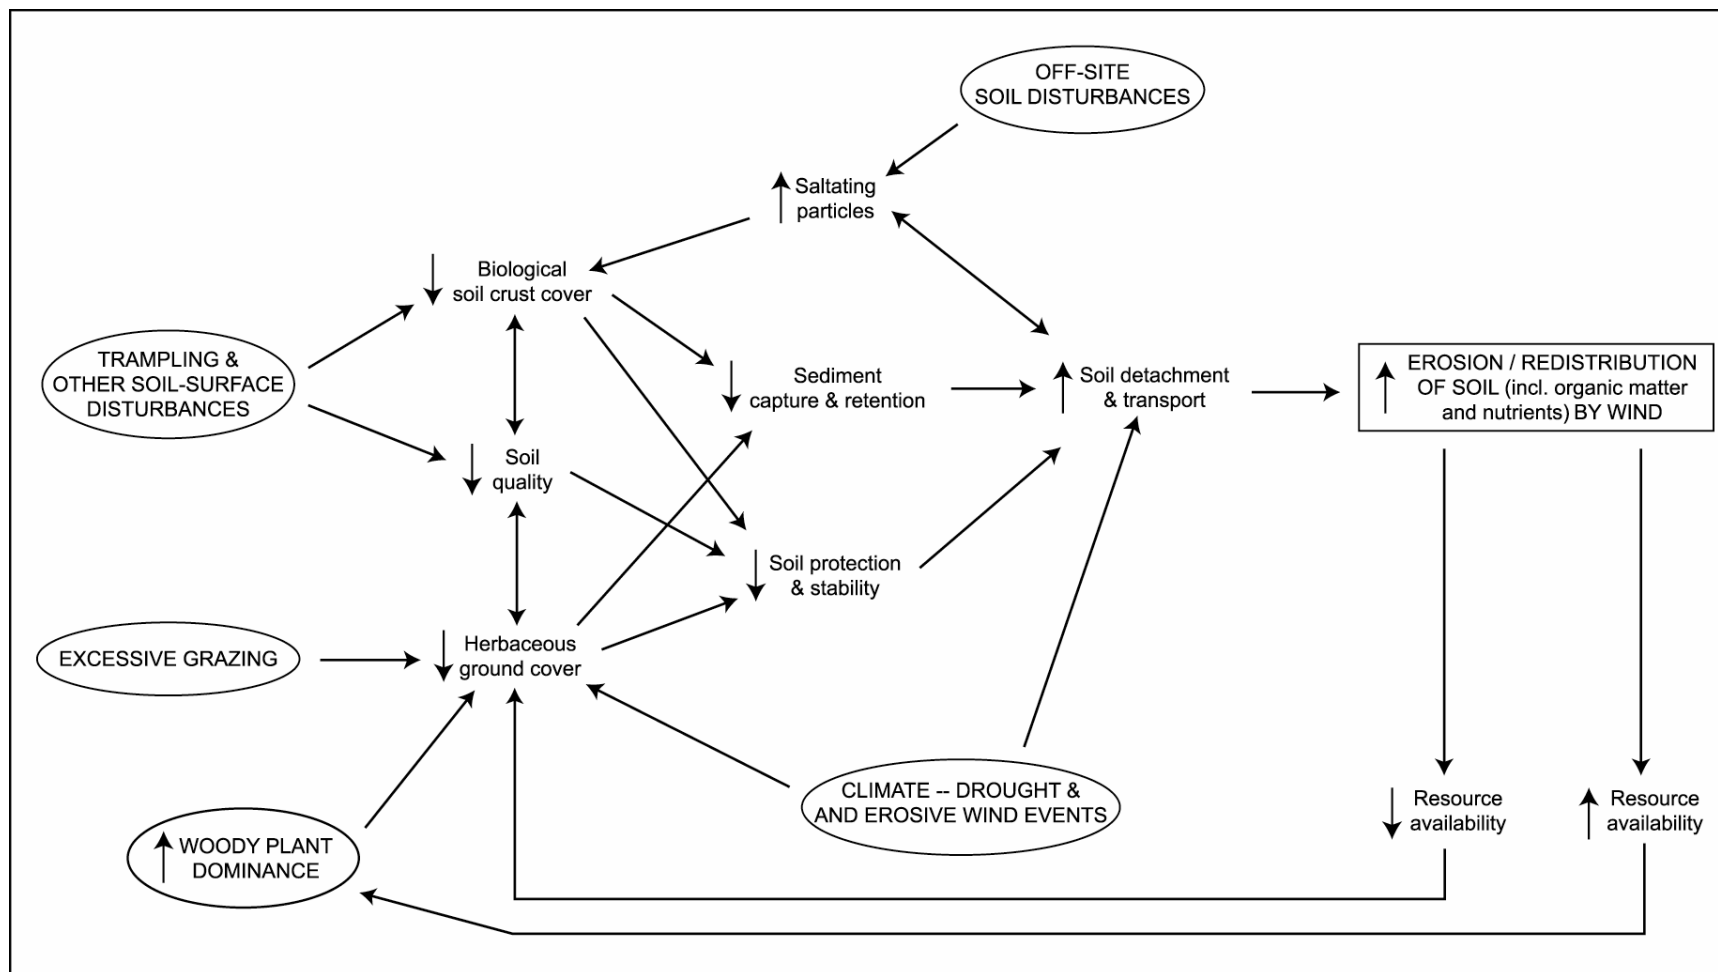 OFF-SITE
SOIL DISTURBANCES
Saltating
particles
Biological
soil crust cover
TRAMPLING &
OTHER SOIL-SURFACE
DISTURBANCES
Sediment
capture & retention
Soil detachment
& transport
EROSION / REDISTRIBUTION
OF SOIL (incl. organic matter
and nutrients) BY WIND
Soil
quality
Soil protection
& stability
EXCESSIVE GRAZING
Herbaceous
ground cover
CLIMATE -- DROUGHT &
AND EROSIVE WIND EVENTS
Resource
availability
Resource
availability
WOODY PLANT
DOMINANCE